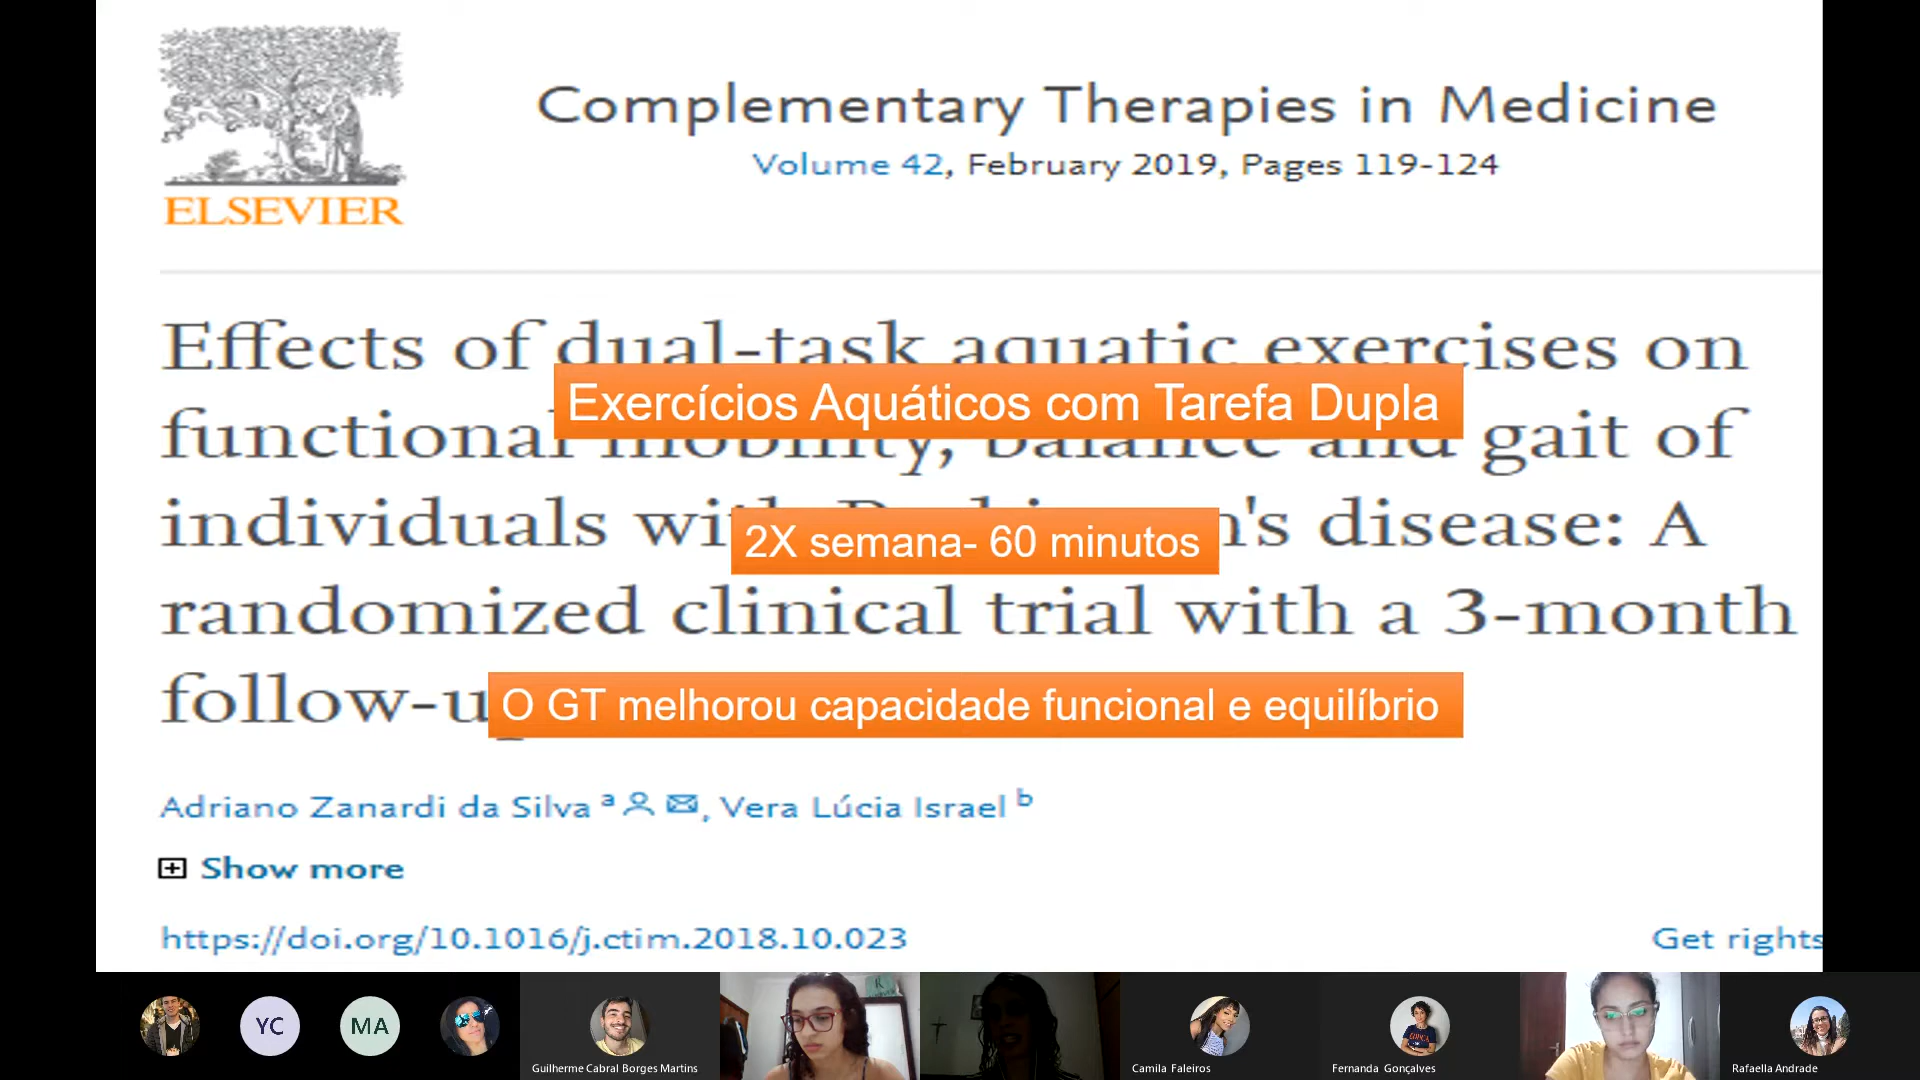 ELSEVIER
Complementary Therapies in Medicine
Volume 42, February 2019, Pages 119-124
Effects of dual-task aquatic exercises on
Exercícios Aquáticos com Tarefa Dupla
functional mobility, balance and gait of
individuals with 's disease: A
2X semana- 60 minutos
randomized clinical trial with a 3-month
follow-u
O GT melhorou capacidade funcional e equilíbrio
Adriano Zanardi da Silva a, Vera Lúcia Israel b
Show more
https://doi.org/10.1016/j.ctim.2018.10.023
Get rights
YC
MA
Guilherme Cabral Borges Martins
Camila Faleiros
Fernanda Gonçalves
Rafaella Andrade